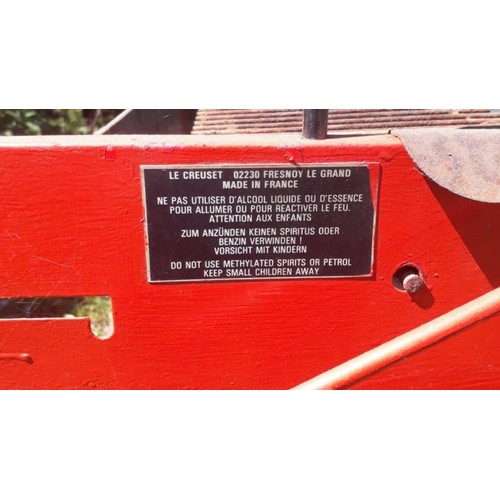 LE CREUSET 02230 FRESNOY LE GRAND
MADE IN FRANCE
NE PAS UTILISER D'ALCOOL LIQUIDE OU D'ESSENCE
POUR ALLUMER OU POUR REACTIVER LE FEU.
ATTENTION AUX ENFANTS
ZUM ANZÜNDEN KEINEN SPIRITUS ODER
BENZIN VERWINDEN !
VORSICHT MIT KINDERN
DO NOT USE METHYLATED SPIRITS OR PETROL
KEEP SMALL CHILDREN AWAY